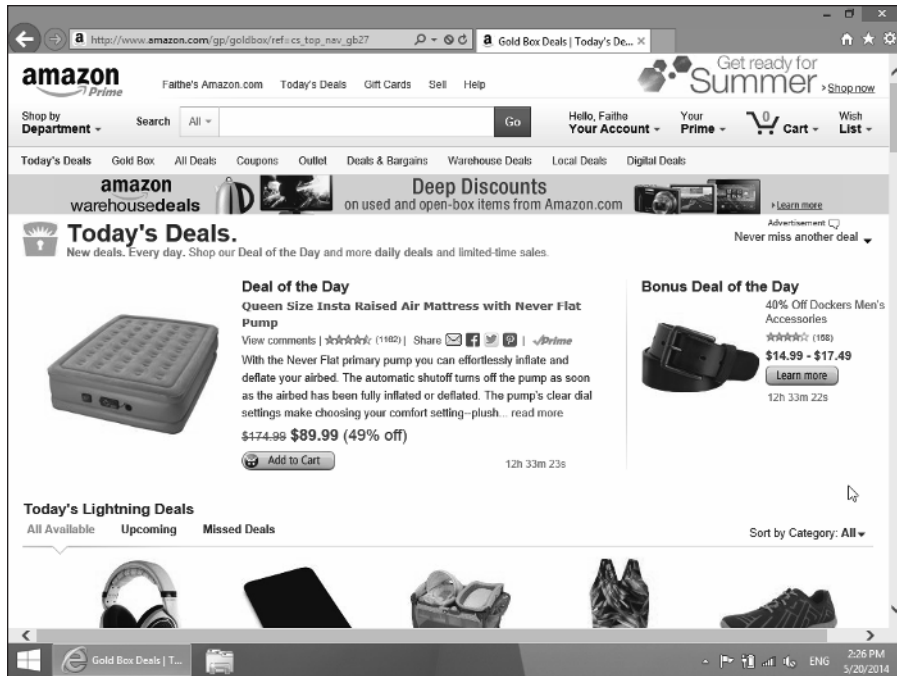 http://www.amazon.com/gp/goldbox/ref=cs_top_nav_gb27
Gold Box Deals | Today's De...
amazon
Prime
Faithe's Amazon.com Today's Deals Gift Cards Sell Help
Get ready for
Summer
Shop now
Shop by
Department
Search
All
Go
Hello, Faithe
Your Account
Your
Prime
0
Cart
Wish
List
Today's Deals Gold Box All Deals Coupons Outlet Deals & Bargains Warehouse Deals Local Deals Digital Deals
amazon
warehousedeals
Deep Discounts
on used and open-box items from Amazon.com
Learn more
Advertisement
Today's Deals.
New deals. Every day. Shop our Deal of the Day and more daily deals and limited-time sales.
Never miss another deal
Deal of the Day
Queen Size Insta Raised Air Mattress with Never Flat
Pump
View comments | (1162) | Share | Prime
With the Never Flat primary pump you can effortlessly inflate and
deflate your airbed. The automatic shutoff turns off the pump as soon
as the airbed has been fully inflated or deflated. The pump's clear dial
settings make choosing your comfort setting--plush... read more
$174.99 $89.99 (49% off)
Add to Cart
12h 33m 23s
Bonus Deal of the Day
40% Off Dockers Men's
Accessories
(168)
$14.99 - $17.49
Learn more
12h 33m 22s
Today's Lightning Deals
All Available Upcoming Missed Deals
Sort by Category: All
Gold Box Deals | T...
ENG
2:26 PM
5/20/2014